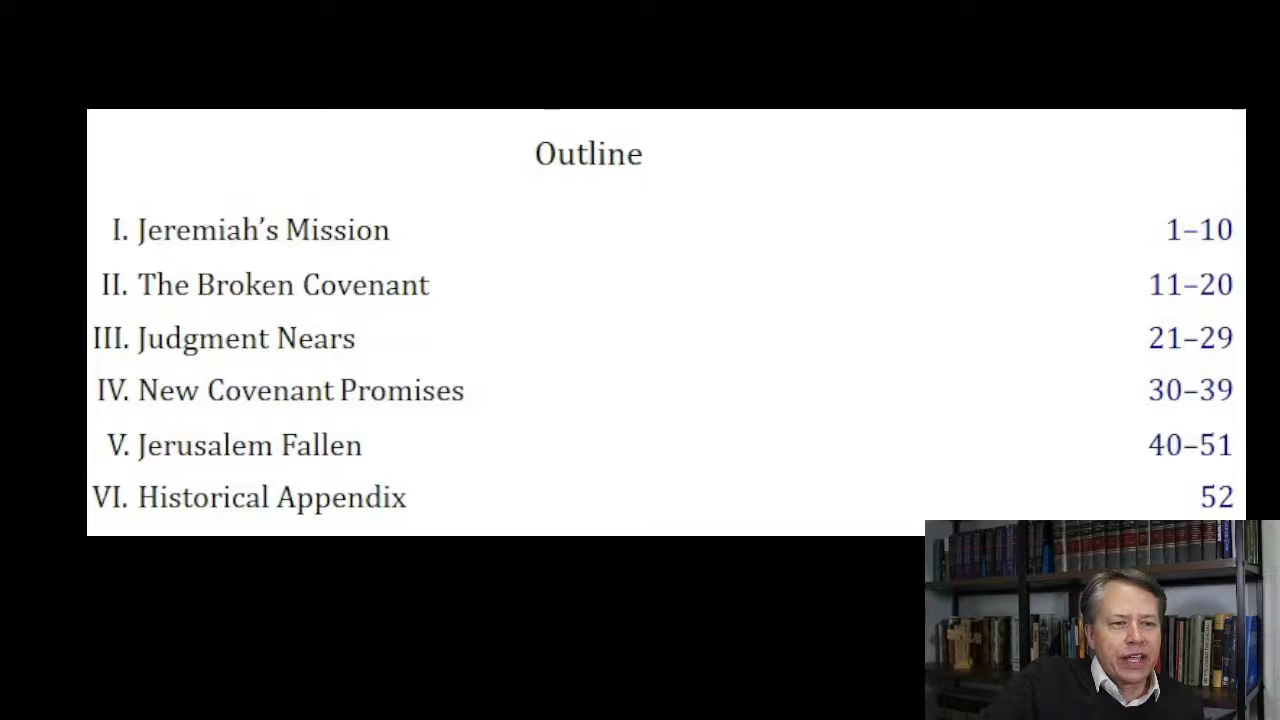 Outline
I. Jeremiah’s Mission 1–10
II. The Broken Covenant 11–20
III. Judgment Nears 21–29
IV. New Covenant Promises 30–39
V. Jerusalem Fallen 40–51
VI. Historical Appendix 52